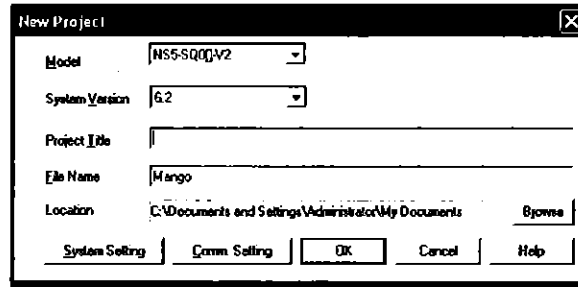 New Project
Model NS5-SQ0[]-V2
System Version 6.2
Project Title
File Name Mango
Location C:\Documents and Settings\Administrator\My Documents Browse
System Setting Comm. Setting OK Cancel Help